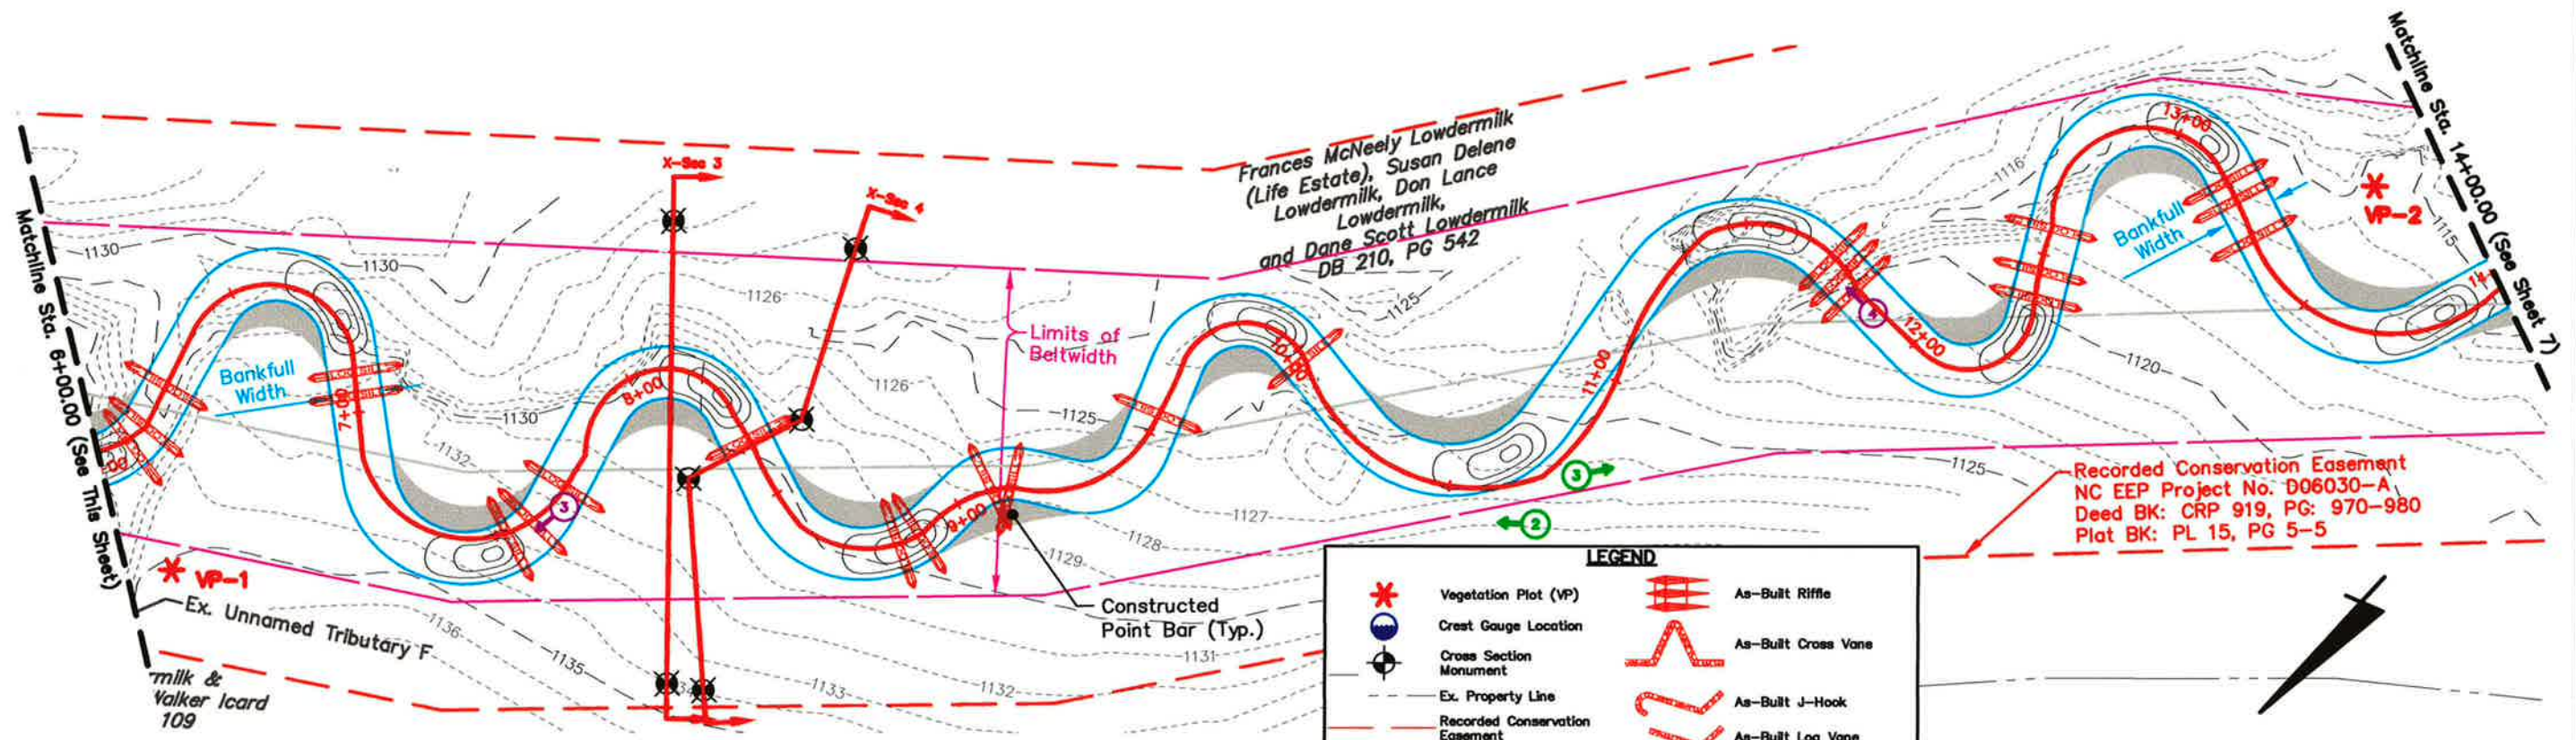 Matchline Sta. 6+00.00 (See This Sheet)
Matchline Sta. 14+00.00 (See Sheet 7)
X-Sec 3
X-Sec 4
Frances McNeely Lowdermilk
(Life Estate), Susan Delene
Lowdermilk, Don Lance
Lowdermilk,
and Dane Scott Lowdermilk
DB 210, PG 542
1130
1130
1130
1132
1126
1126
1125
1125
1127
1128
1129
1131
1132
1133
1135
1136
1116
1115
1120
1125
Bankfull
Width
7+00
8+00
9+00
10+00
11+00
12+00
13+00
Limits of
Beltwidth
Bankfull
Width
VP-2
VP-1
3
4
3
2
Ex. Unnamed Tributary F
milk &
Walker Icard
109
Constructed
Point Bar (Typ.)
Recorded Conservation Easement
NC EEP Project No. D06030-A
Deed BK: CRP 919, PG: 970-980
Plat BK: PL 15, PG 5-5
LEGEND
Vegetation Plot (VP)
Crest Gauge Location
Cross Section
Monument
Ex. Property Line
Recorded Conservation
Easement
As-Built Riffle
As-Built Cross Vane
As-Built J-Hook
As-Built Log Vane